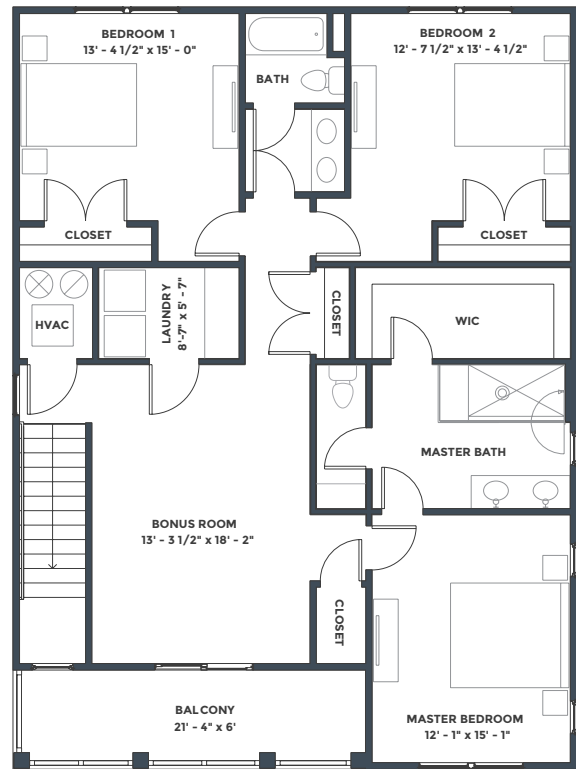 BEDROOM 1
13' - 4 1/2" x 15' - 0"
BEDROOM 2
12' - 7 1/2" x 13' - 4 1/2"
BATH
CLOSET
CLOSET
HVAC
LAUNDRY
8'-7" x 5' - 7"
CLOSET
WIC
MASTER BATH
BONUS ROOM
13' - 3 1/2" x 18' - 2"
CLOSET
BALCONY
21' - 4" x 6'
MASTER BEDROOM
12' - 1" x 15' - 1"